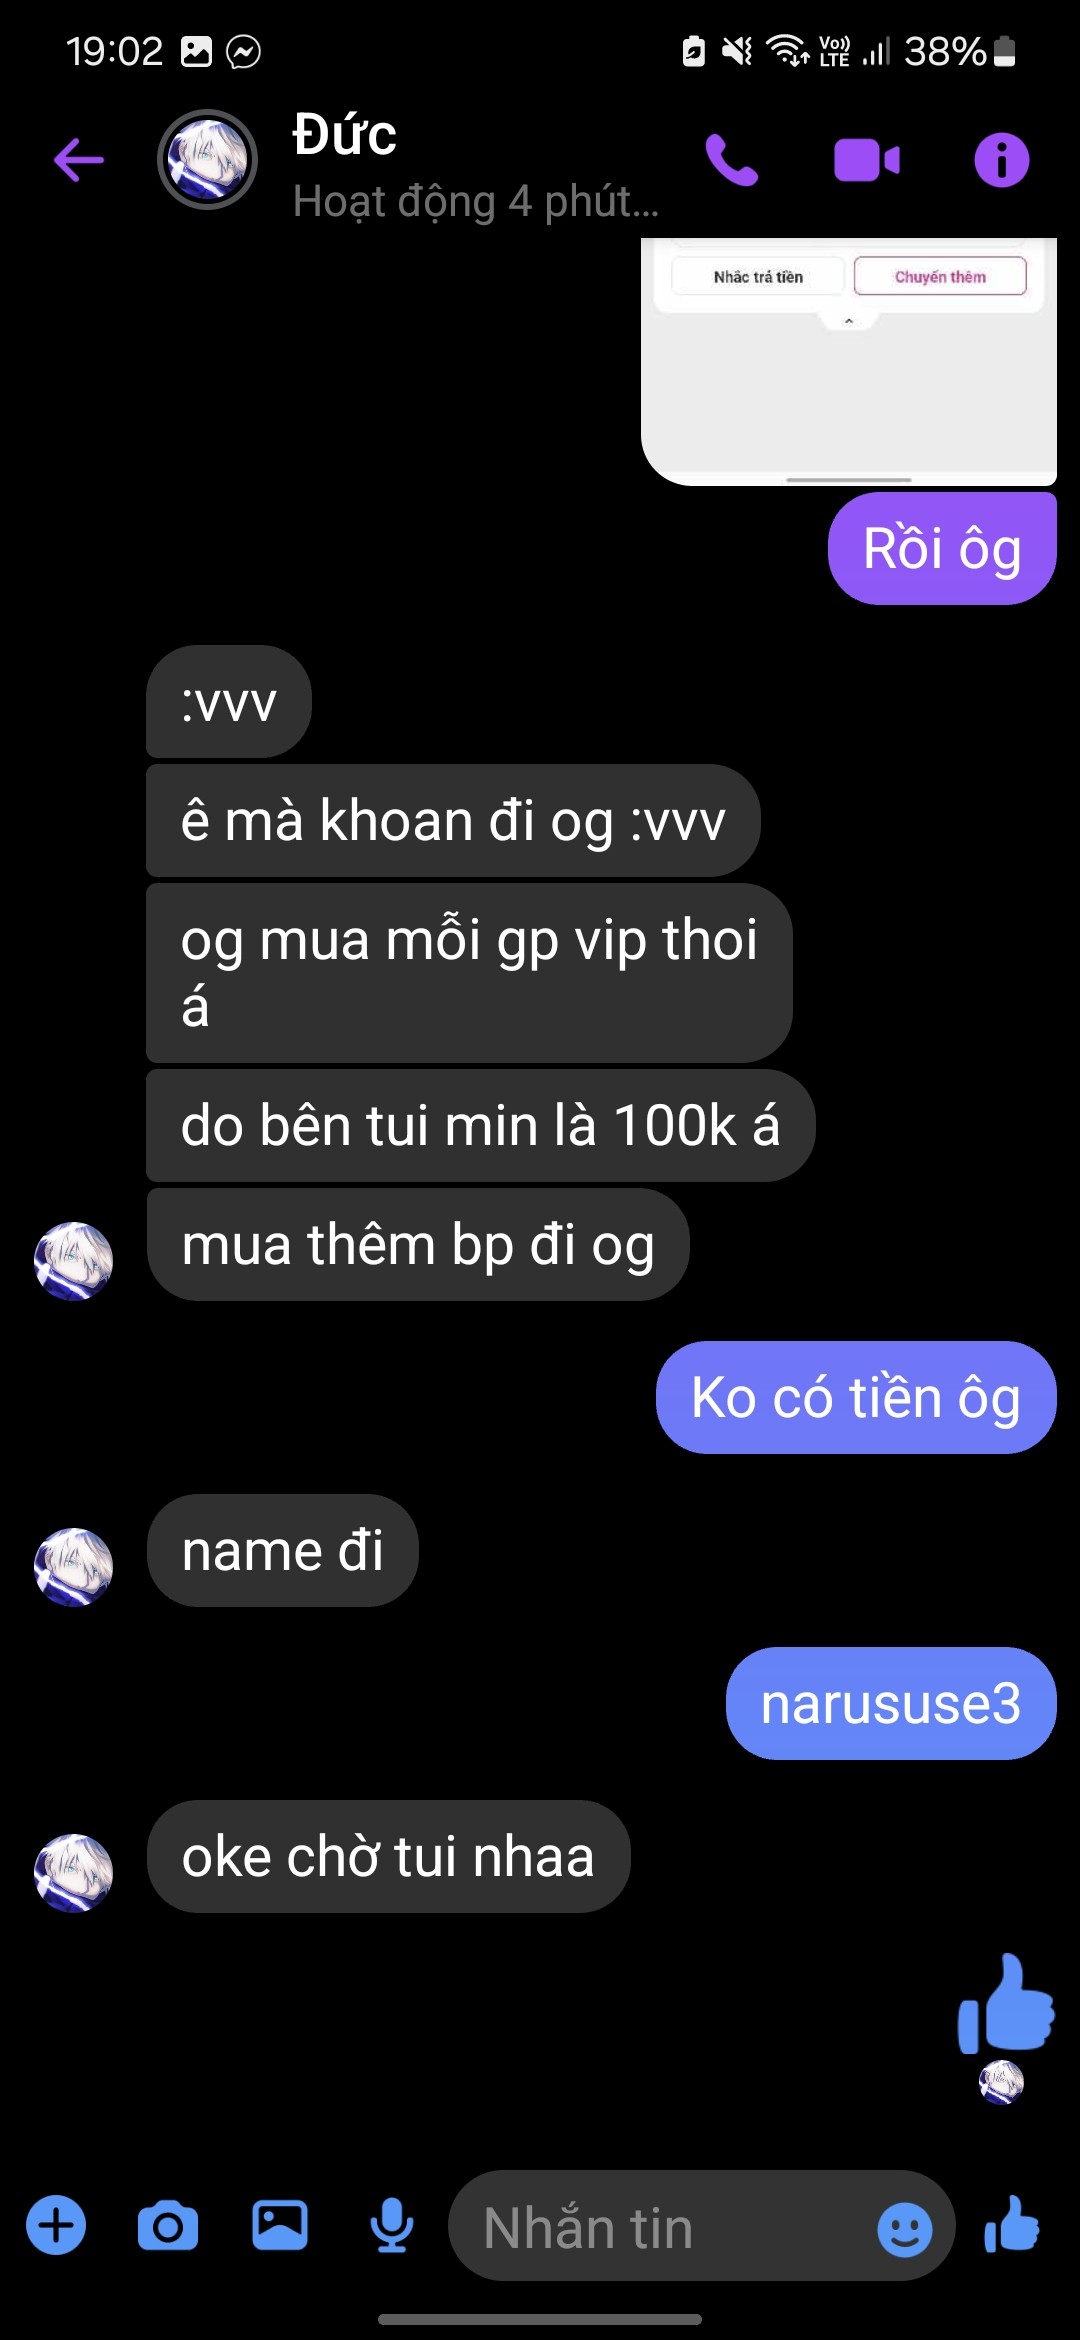 19:02
Vo))
LTE
38%
Đức
Hoạt động 4 phút...
Nhắc trả tiền
Chuyển thêm
Rồi ôg
:vvv
ê mà khoan đi og :vvv
og mua mỗi gp vip thoi
á
do bên tui min là 100k á
mua thêm bp đi og
Ko có tiền ôg
name đi
narususe3
oke chờ tui nhaa
Nhắn tin